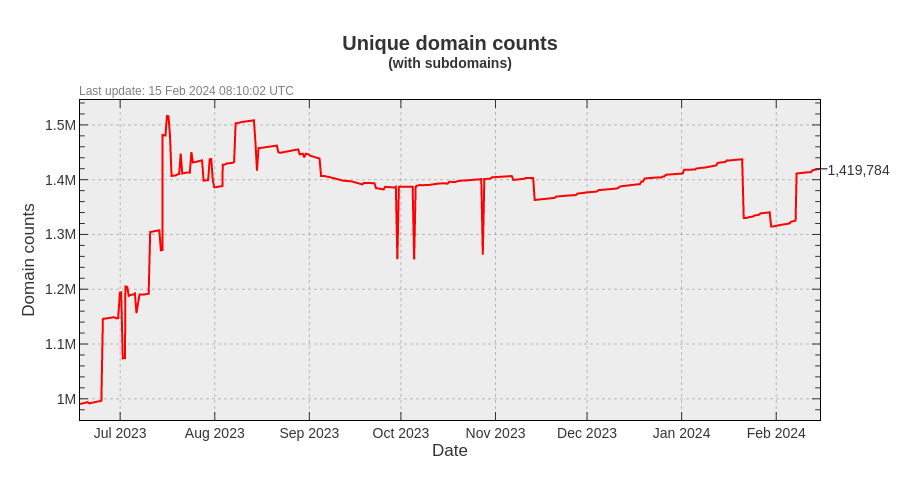 Unique domain counts
(with subdomains)
Last update: 15 Feb 2024 08:10:02 UTC
1.5M
1.4M
1.3M
1.2M
1.1M
1M
Domain counts
1,419,784
Jul 2023 Aug 2023 Sep 2023 Oct 2023 Nov 2023 Dec 2023 Jan 2024 Feb 2024
Date